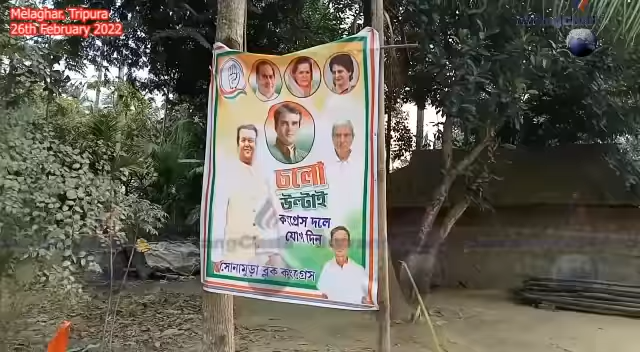 Melaghar, Tripura
26th February 2022
চলো
উল্টাই
কংগ্রেস দলে
যোগ দিন
সোনামুড়া ব্লক কংগ্রেস